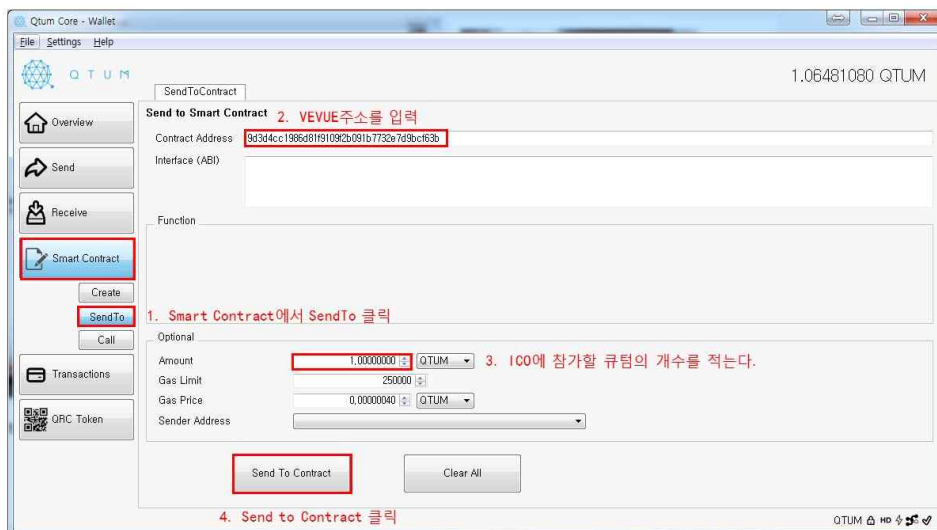 Qtum Core - Wallet
File Settings Help
QTUM
1.06481080 QTUM
SendToContract
Overview
Send
Receive
Smart Contract
Create
SendTo
Call
Transactions
QRC Token
Send to Smart Contract 2. VEVUE주소를 입력
Contract Address 9d3d4cc1986d81f9109f2b091b7732e7d9bcf63b
Interface (ABI)
Function
1. Smart Contract에서 SendTo 클릭
Optional
Amount 1,00000000 QTUM 3. ICO에 참가할 큐텀의 개수를 적는다.
Gas Limit 250000
Gas Price 0,00000040 QTUM
Sender Address
Send To Contract Clear All
4. Send to Contract 클릭
QTUM HD